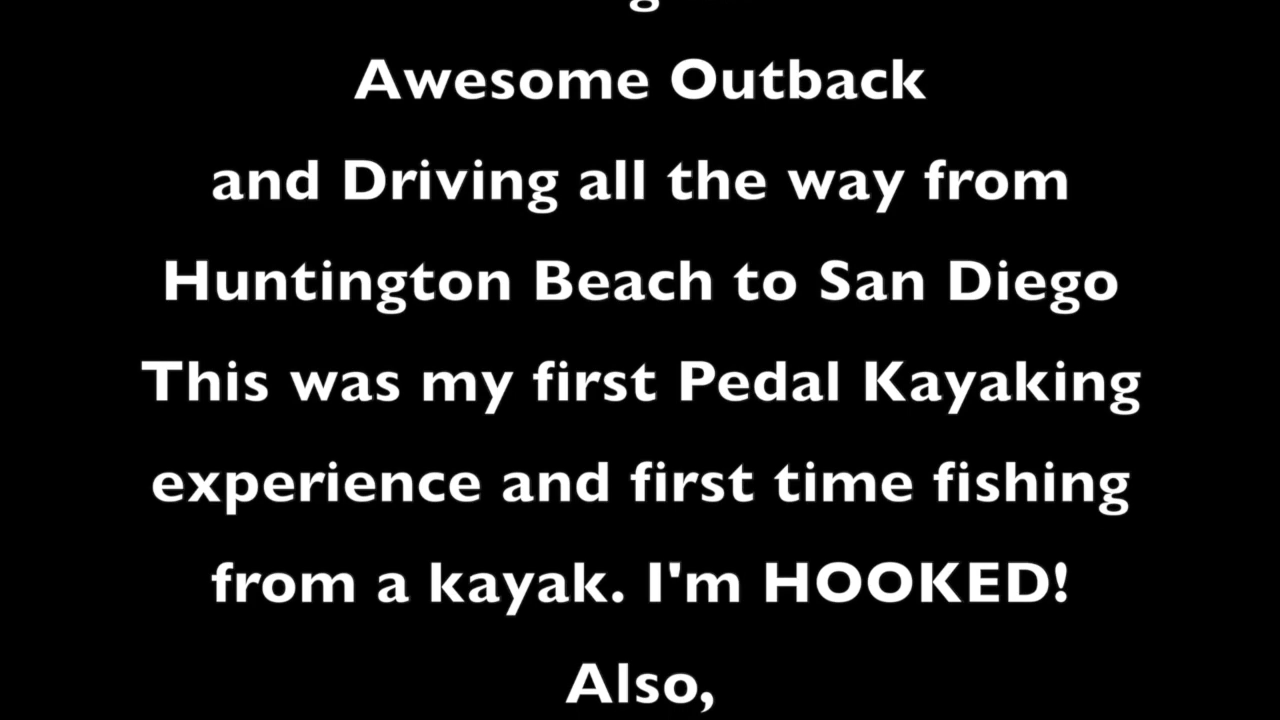 Awesome Outback
and Driving all the way from
Huntington Beach to San Diego
This was my first Pedal Kayaking
experience and first time fishing
from a kayak. I'm HOOKED!
Also,